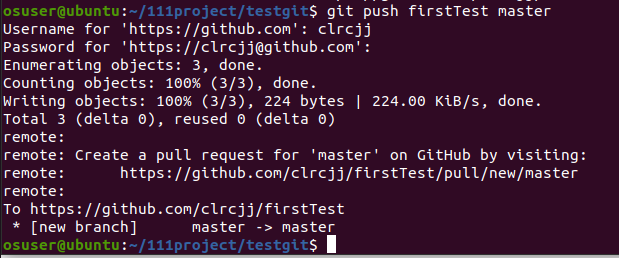 osuser@ubuntu:~/111project/testgit$ git push firstTest master
Username for 'https://github.com': clrcjj
Password for 'https://clrcjj@github.com':
Enumerating objects: 3, done.
Counting objects: 100% (3/3), done.
Writing objects: 100% (3/3), 224 bytes | 224.00 KiB/s, done.
Total 3 (delta 0), reused 0 (delta 0)
remote:
remote: Create a pull request for 'master' on GitHub by visiting:
remote:      https://github.com/clrcjj/firstTest/pull/new/master
remote:
To https://github.com/clrcjj/firstTest
 * [new branch]      master -> master
osuser@ubuntu:~/111project/testgit$